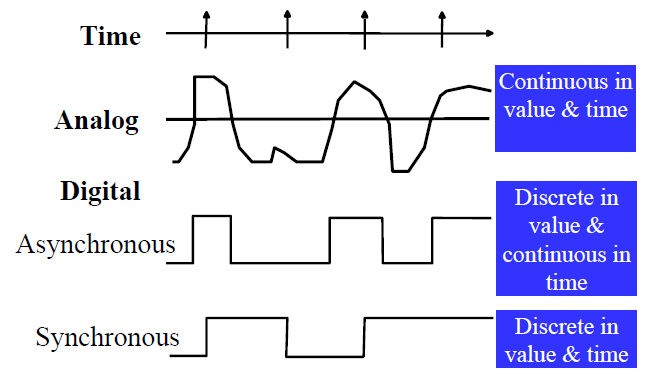 Time
Analog
Continuous in
value & time
Digital
Asynchronous
Discrete in
value &
continuous in
time
Synchronous
Discrete in
value & time